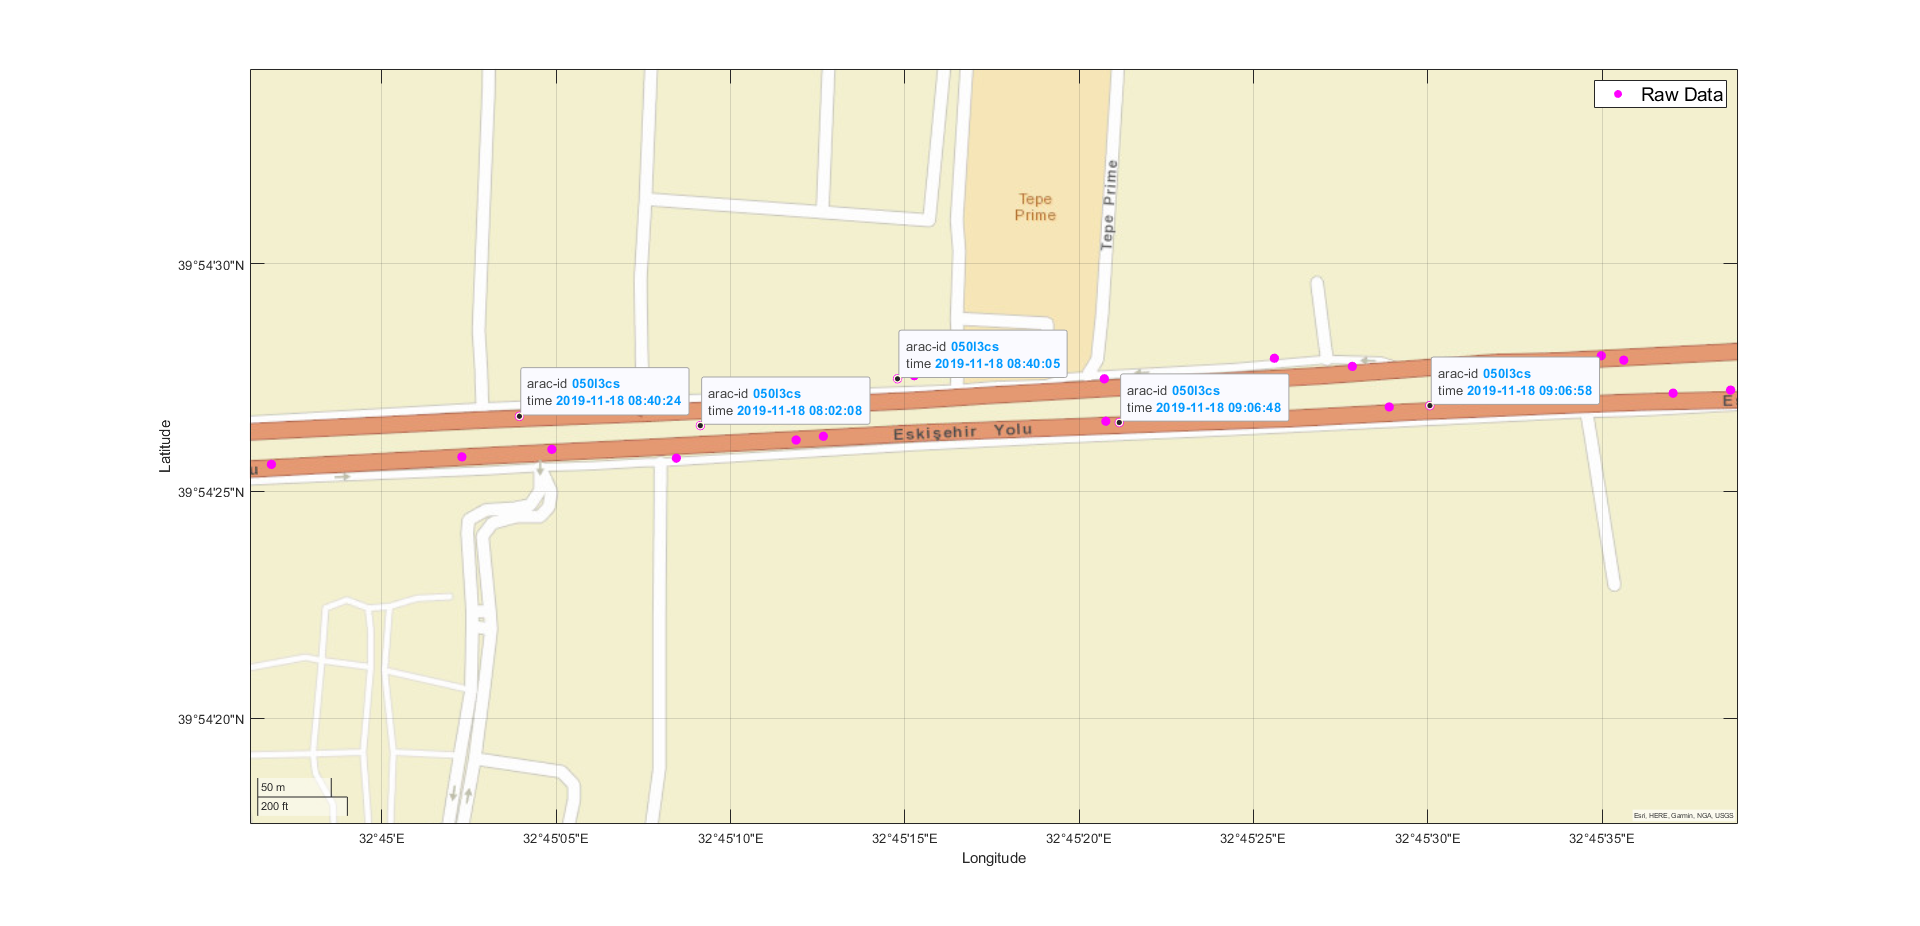 Raw Data
Tepe
Prime
Tepe Prime
39°54'30"N
arac-id 050l3cs
time 2019-11-18 08:40:05
arac-id 050l3cs
time 2019-11-18 08:40:24
arac-id 050l3cs
time 2019-11-18 08:02:08
arac-id 050l3cs
time 2019-11-18 09:06:48
arac-id 050l3cs
time 2019-11-18 09:06:58
Eskişehir Yolu
u
Latitude
39°54'25"N
39°54'20"N
50 m
200 ft
Esri, HERE, Garmin, NGA, USGS
32°45'E
32°45'05"E
32°45'10"E
32°45'15"E
32°45'20"E
32°45'25"E
32°45'30"E
32°45'35"E
Longitude